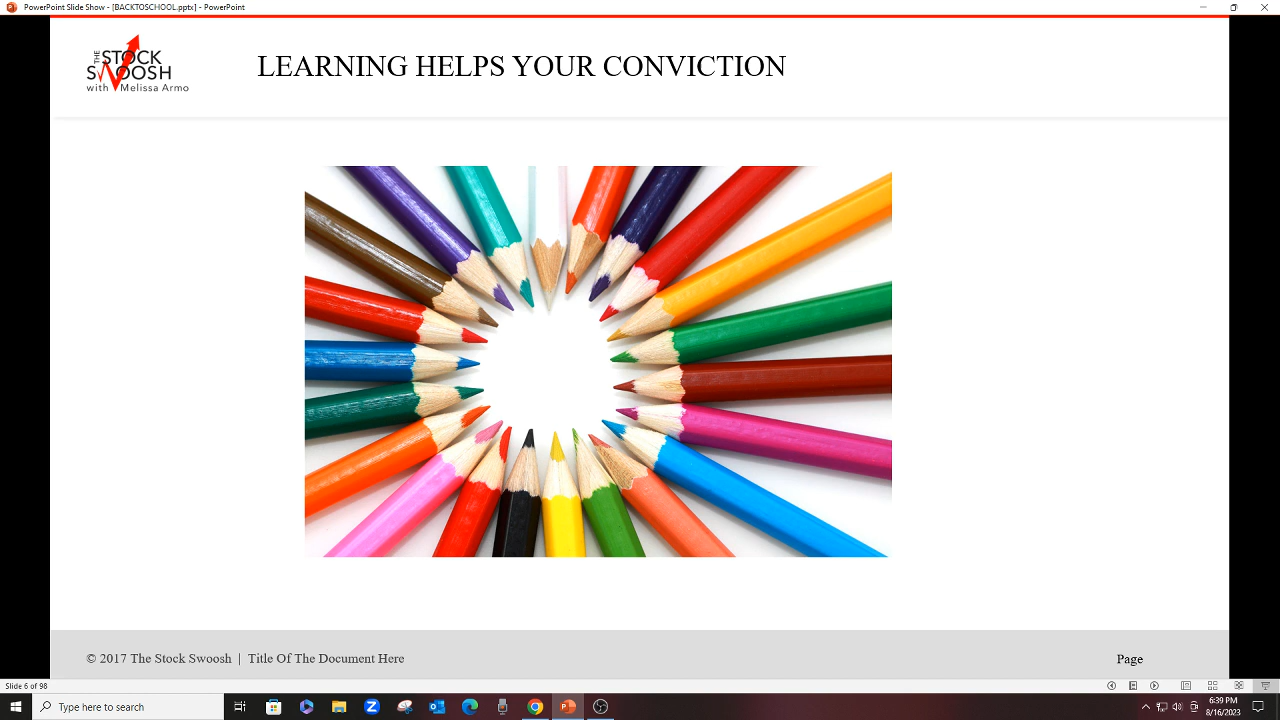 PowerPoint Slide Show - [BACKTOSCHOOL.pptx] - PowerPoint
THE STOCK
SWOOSH
with Melissa Armo
LEARNING HELPS YOUR CONVICTION
© 2017 The Stock Swoosh | Title Of The Document Here
Page
Slide 6 of 98
Type here to search
6:39 PM
8/16/2023